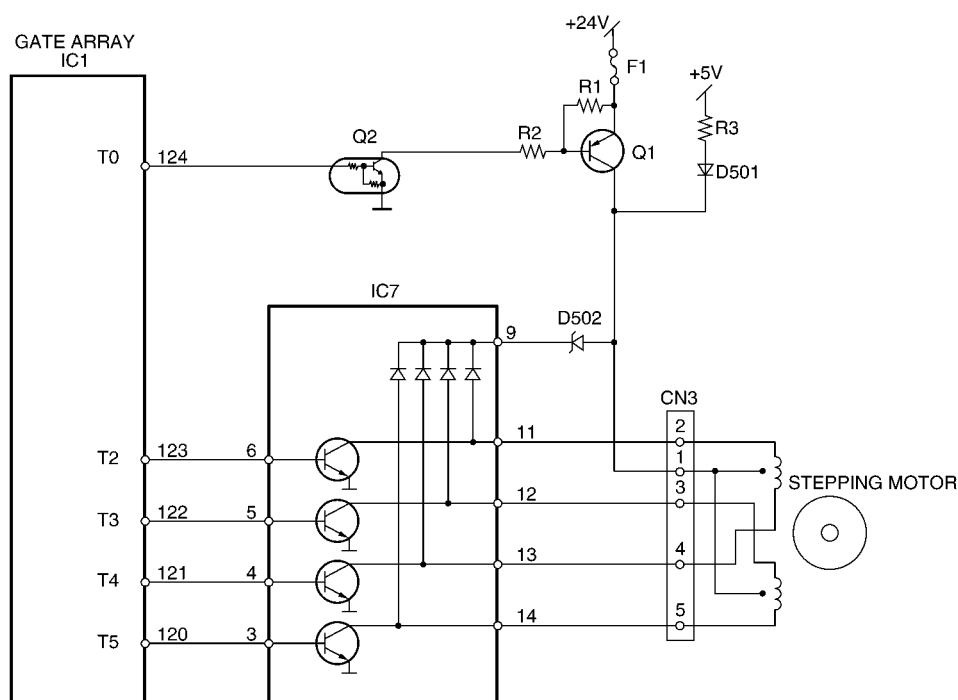 +24V
GATE ARRAY
IC1
F1
+5V
R1
Q2
R2
R3
T0
124
Q1
D501
IC7
D502
9
CN3
T2
123
6
11
2
1
T3
122
5
12
3
STEPPING MOTOR
T4
121
4
13
4
T5
120
3
14
5